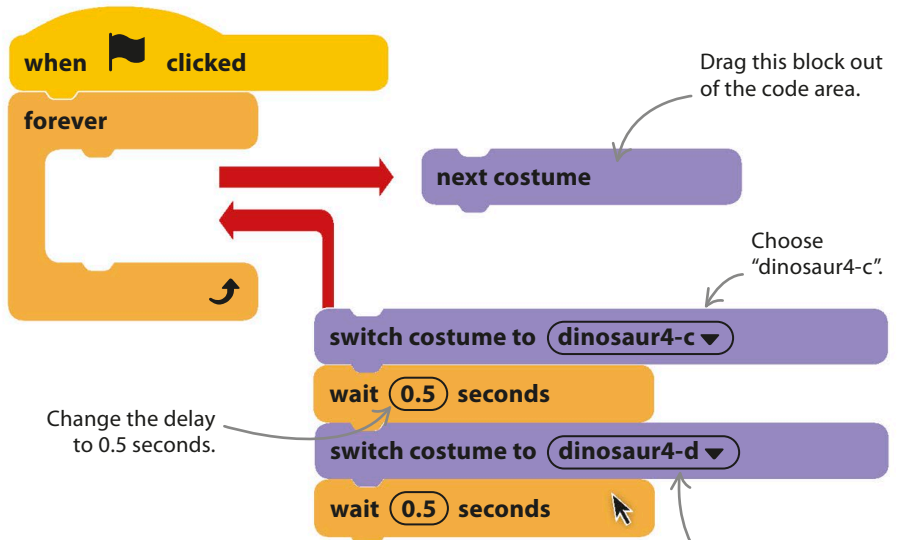 when clicked
Drag this block out
of the code area.
forever
next costume
Choose
“dinosaur4-c”.
switch costume to dinosaur4-c
wait 0.5 seconds
Change the delay
to 0.5 seconds.
switch costume to dinosaur4-d
wait 0.5 seconds